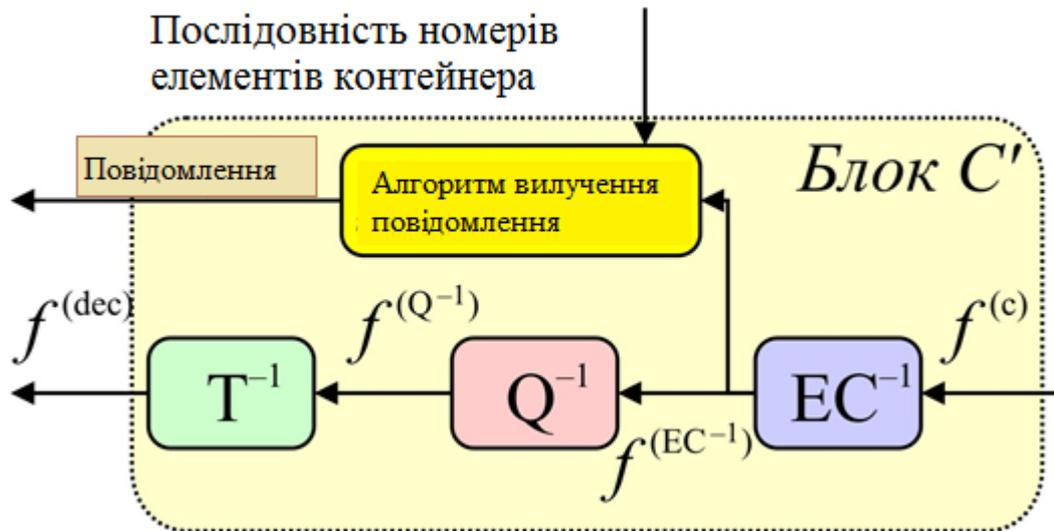 Послідовність номерів
елементів контейнера
Повідомлення
Алгоритм вилучення
повідомлення
Блок C'
f^(dec)
f^(Q^–1)
f^(c)
T^–1
Q^–1
EC^–1
f^(EC^–1)